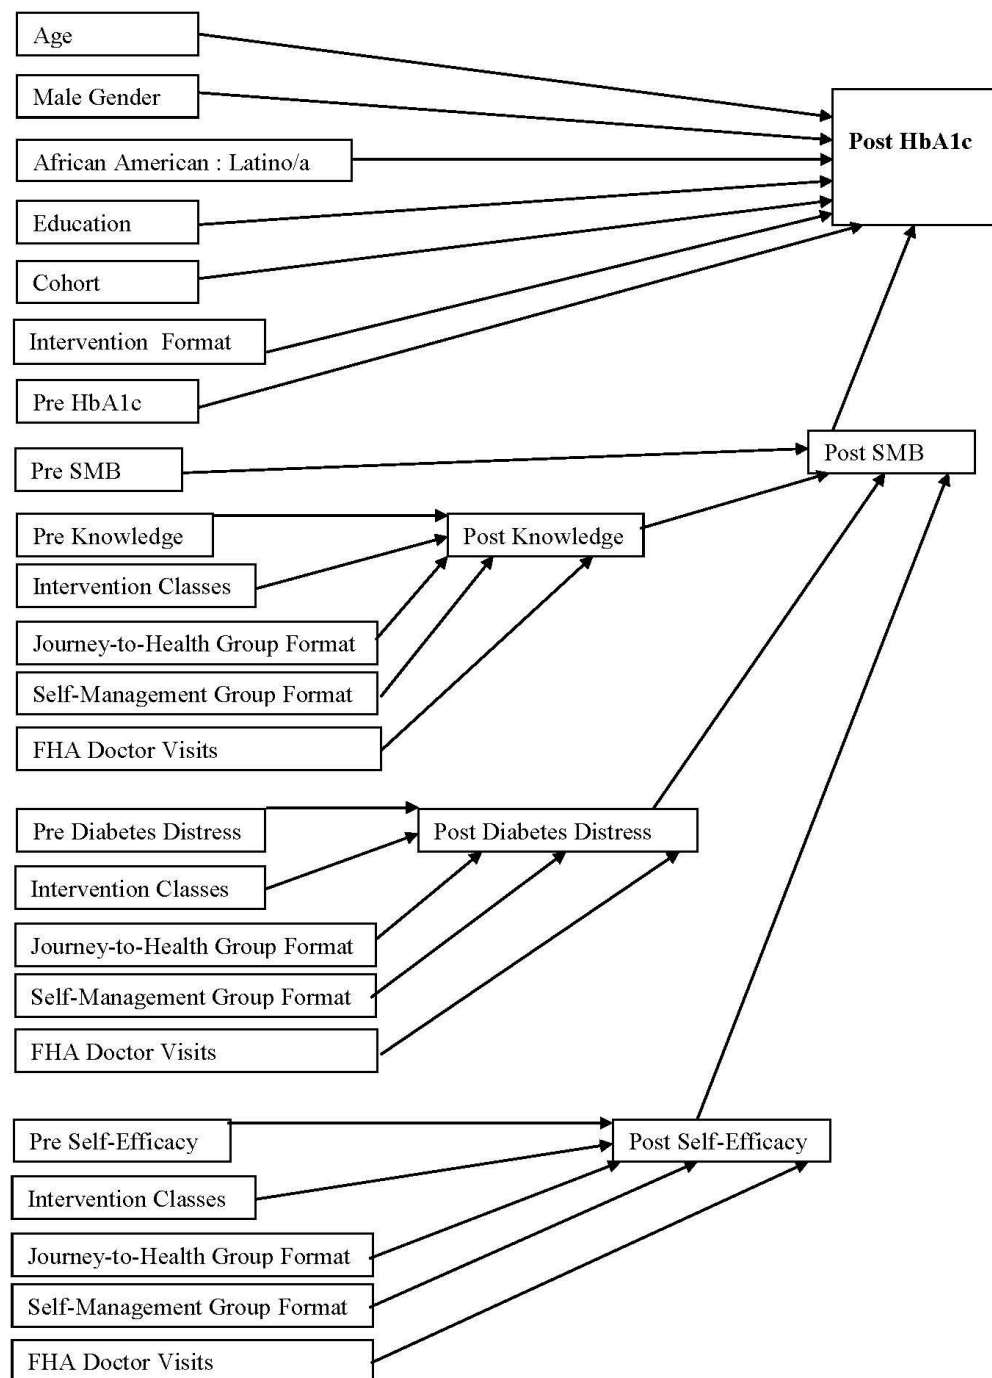 Age
Male Gender
Post HbA1c
African American : Latino/a
Education
Cohort
Intervention Format
Pre HbA1c
Post SMB
Pre SMB
Pre Knowledge
Post Knowledge
Intervention Classes
Journey-to-Health Group Format
Self-Management Group Format
FHA Doctor Visits
Pre Diabetes Distress
Post Diabetes Distress
Intervention Classes
Journey-to-Health Group Format
Self-Management Group Format
FHA Doctor Visits
Pre Self-Efficacy
Post Self-Efficacy
Intervention Classes
Journey-to-Health Group Format
Self-Management Group Format
FHA Doctor Visits